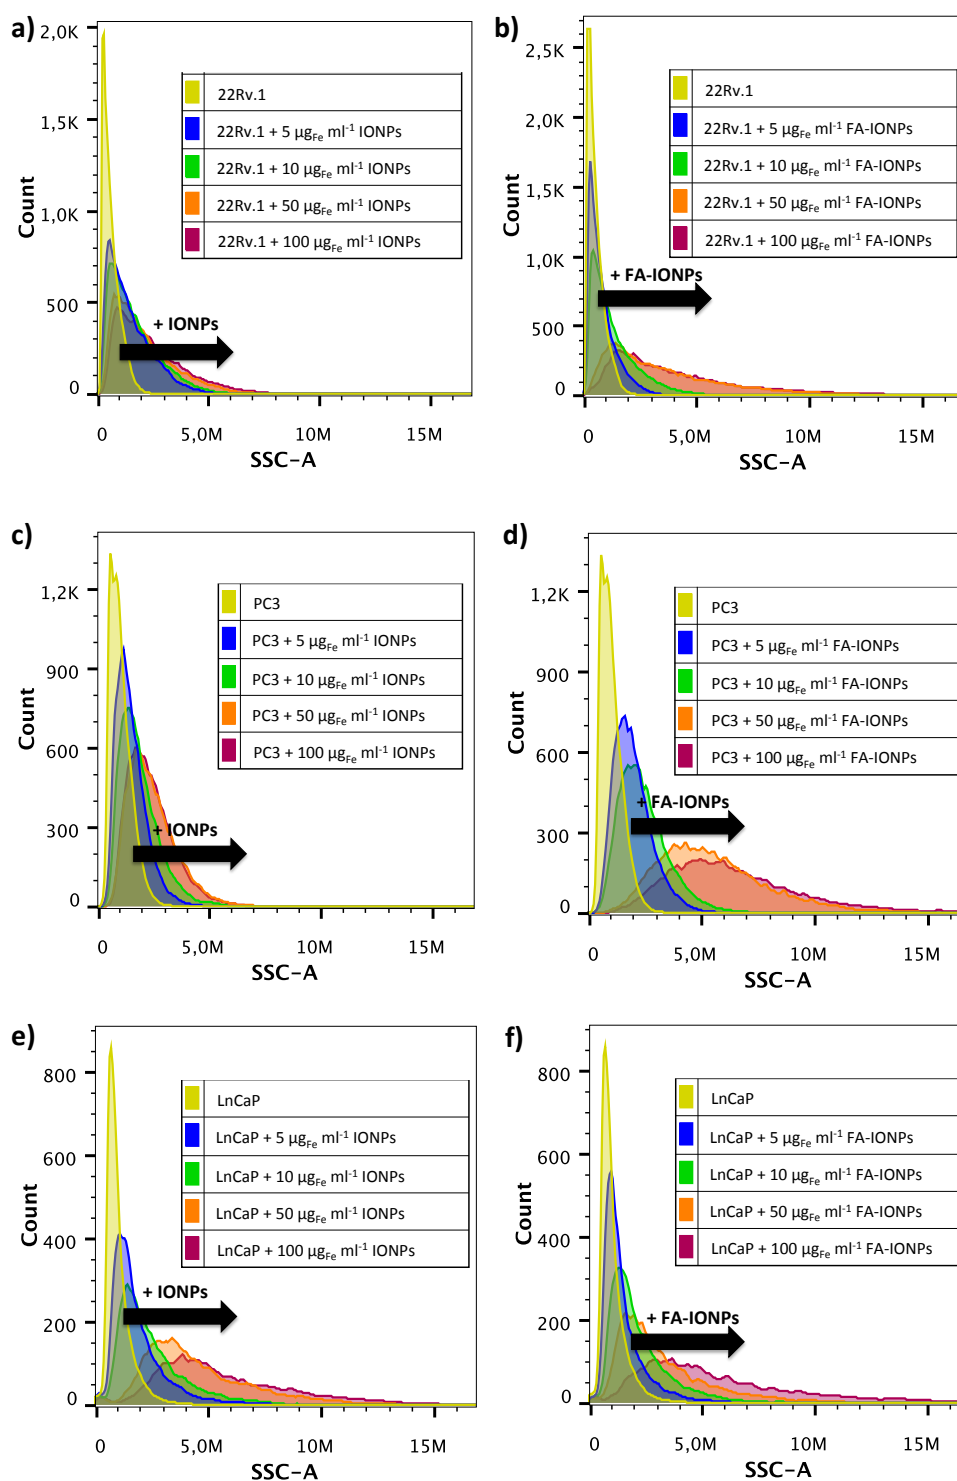 a)
2,0K
1,5K
1,0K
500
0
Count
22Rv.1
22Rv.1 + 5 µgFe ml-1 IONPs
22Rv.1 + 10 µgFe ml-1 IONPs
22Rv.1 + 50 µgFe ml-1 IONPs
22Rv.1 + 100 µgFe ml-1 IONPs
+ IONPs
0 5,0M 10M 15M
SSC-A
b)
2,5K
2,0K
1,5K
1,0K
500
0
Count
22Rv.1
22Rv.1 + 5 µgFe ml-1 FA-IONPs
22Rv.1 + 10 µgFe ml-1 FA-IONPs
22Rv.1 + 50 µgFe ml-1 FA-IONPs
22Rv.1 + 100 µgFe ml-1 FA-IONPs
+ FA-IONPs
0 5,0M 10M 15M
SSC-A
c)
1,2K
900
600
300
0
Count
PC3
PC3 + 5 µgFe ml-1 IONPs
PC3 + 10 µgFe ml-1 IONPs
PC3 + 50 µgFe ml-1 IONPs
PC3 + 100 µgFe ml-1 IONPs
+ IONPs
0 5,0M 10M 15M
SSC-A
d)
1,2K
900
600
300
0
Count
PC3
PC3 + 5 µgFe ml-1 FA-IONPs
PC3 + 10 µgFe ml-1 FA-IONPs
PC3 + 50 µgFe ml-1 FA-IONPs
PC3 + 100 µgFe ml-1 FA-IONPs
+ FA-IONPs
0 5,0M 10M 15M
SSC-A
e)
800
600
400
200
0
Count
LnCaP
LnCaP + 5 µgFe ml-1 IONPs
LnCaP + 10 µgFe ml-1 IONPs
LnCaP + 50 µgFe ml-1 IONPs
LnCaP + 100 µgFe ml-1 IONPs
+ IONPs
0 5,0M 10M 15M
SSC-A
f)
800
600
400
200
0
Count
LnCaP
LnCaP + 5 µgFe ml-1 FA-IONPs
LnCaP + 10 µgFe ml-1 FA-IONPs
LnCaP + 50 µgFe ml-1 FA-IONPs
LnCaP + 100 µgFe ml-1 FA-IONPs
+ FA-IONPs
0 5,0M 10M 15M
SSC-A